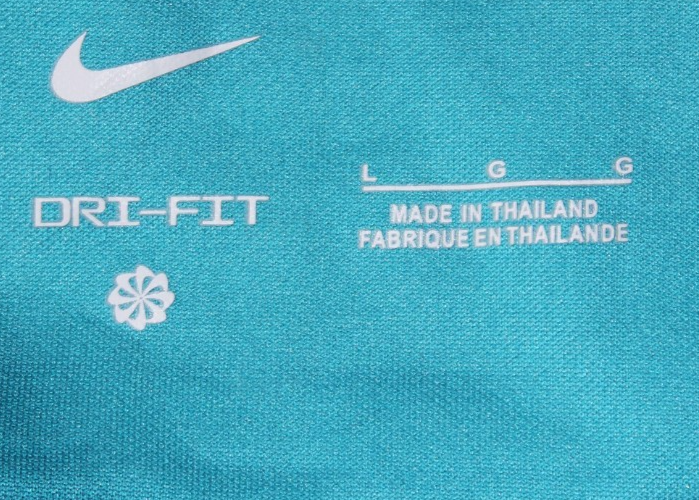 DRI-FIT
L G G
MADE IN THAILAND
FABRIQUE EN THAILANDE